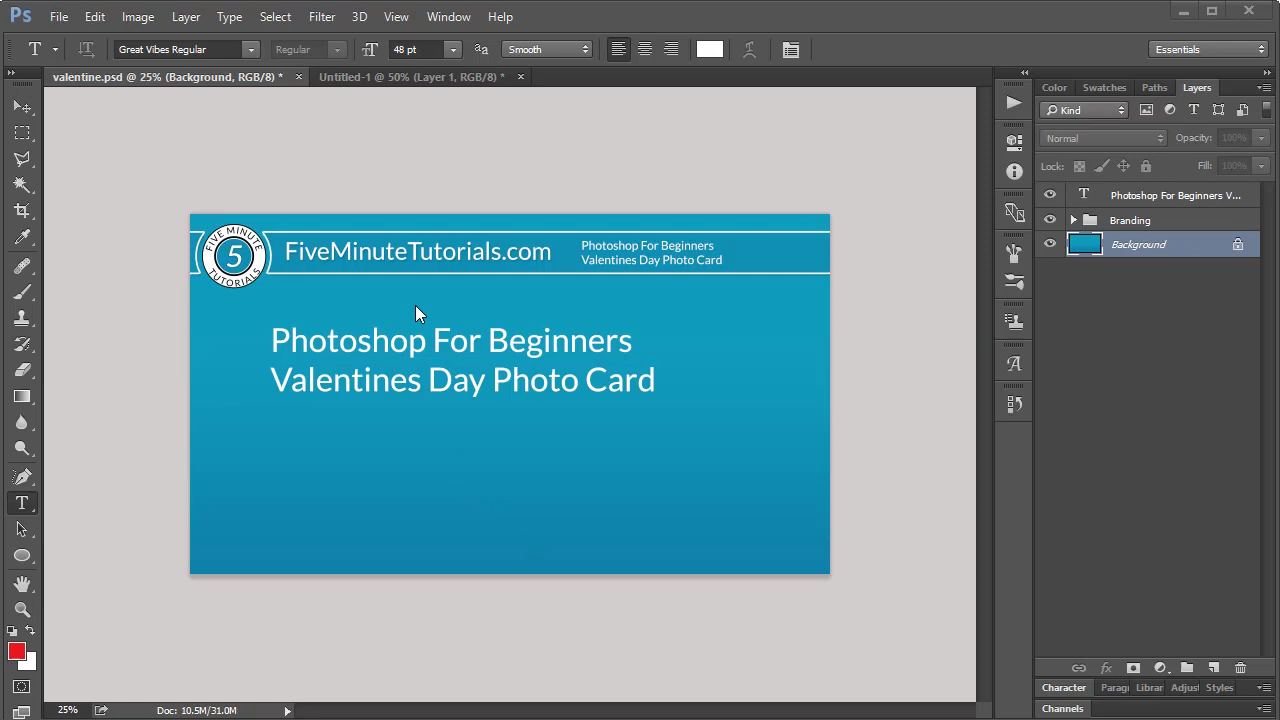 Ps File Edit Image Layer Type Select Filter 3D View Window Help
T Great Vibes Regular Regular 48 pt Smooth Essentials
valentine.psd @ 25% (Background, RGB/8) * × Untitled-1 @ 50% (Layer 1, RGB/8) * ×
Color Swatches Paths Layers
Kind
Normal Opacity: 100%
Lock: Fill: 100%
T Photoshop For Beginners V...
Branding
Background
FIVE MINUTE
5
TUTORIALS
FiveMinuteTutorials.com
Photoshop For Beginners
Valentines Day Photo Card
Photoshop For Beginners
Valentines Day Photo Card
fx
Character Paragi Librar Adjust Styles
Channels
25% Doc: 10.5M/31.0M